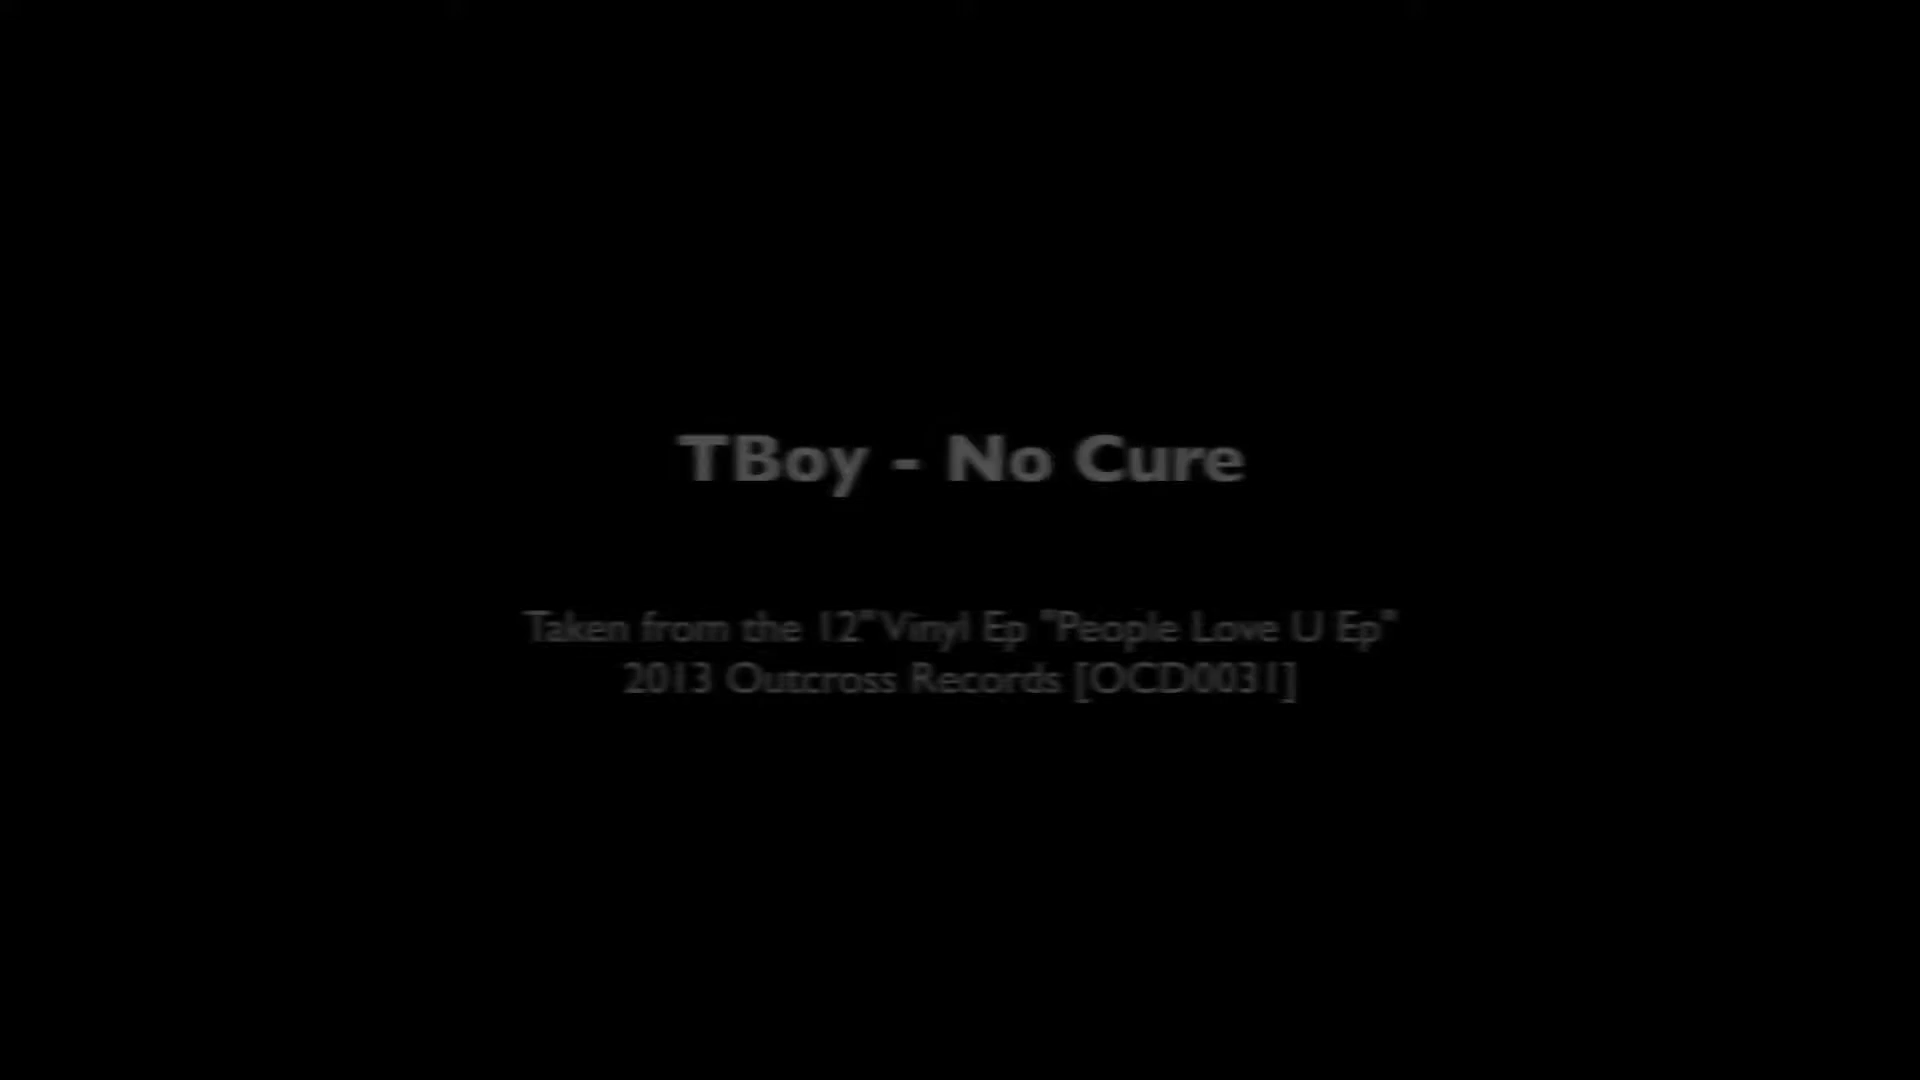 TBoy - No Cure
Taken from the 12" Vinyl Ep "People Love U Ep"
2013 Outcross Records [OCD0031]